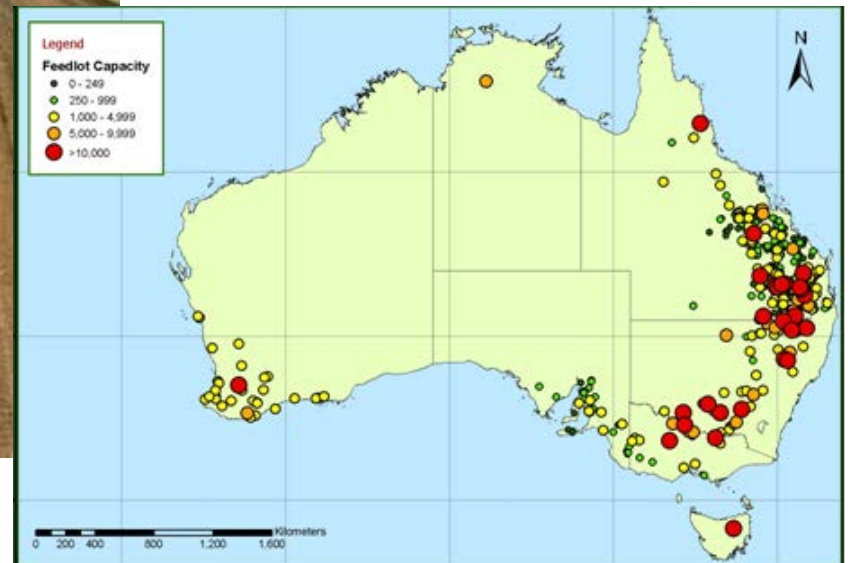 Legend
Feedlot Capacity
0 - 249
250 - 999
1,000 - 4,999
5,000 - 9,999
>10,000
N
Kilometers
0 200 400 800 1,200 1,600